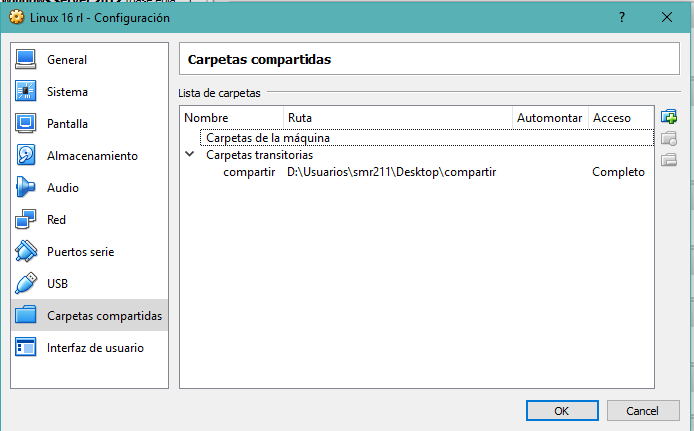 Linux 16 rl - Configuración
?
General
Sistema
Pantalla
Almacenamiento
Audio
Red
Puertos serie
USB
Carpetas compartidas
Interfaz de usuario
Carpetas compartidas
Lista de carpetas
Nombre Ruta Automontar Acceso
Carpetas de la máquina
Carpetas transitorias
compartir D:\Usuarios\smr211\Desktop\compartir Completo
OK Cancel